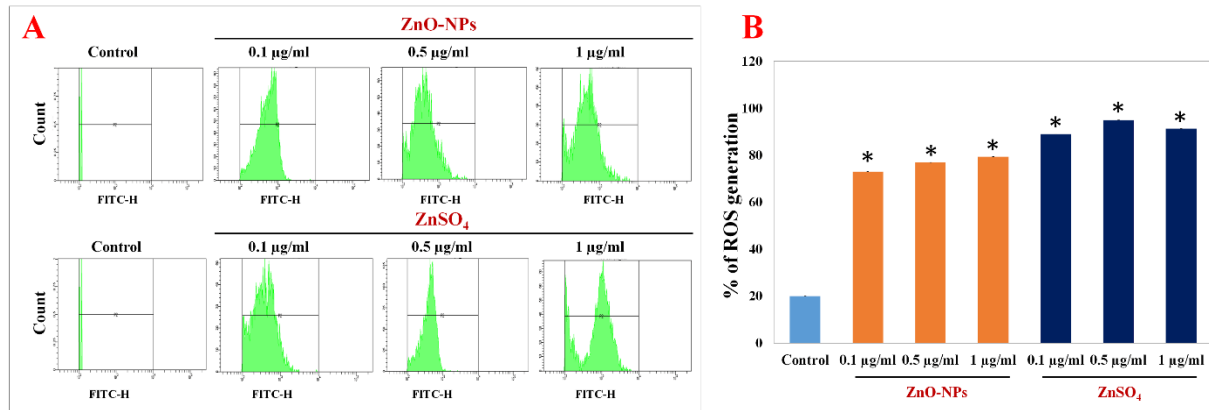 A
ZnO-NPs
Control
0.1 µg/ml
0.5 µg/ml
1 µg/ml
Count
FITC-H
FITC-H
FITC-H
FITC-H
ZnSO₄
Control
0.1 µg/ml
0.5 µg/ml
1 µg/ml
Count
FITC-H
FITC-H
FITC-H
FITC-H
B
% of ROS generation
120
100
80
60
40
20
0
* * * * * *
Control
0.1 µg/ml
0.5 µg/ml
1 µg/ml
0.1 µg/ml
0.5 µg/ml
1 µg/ml
ZnO-NPs
ZnSO₄